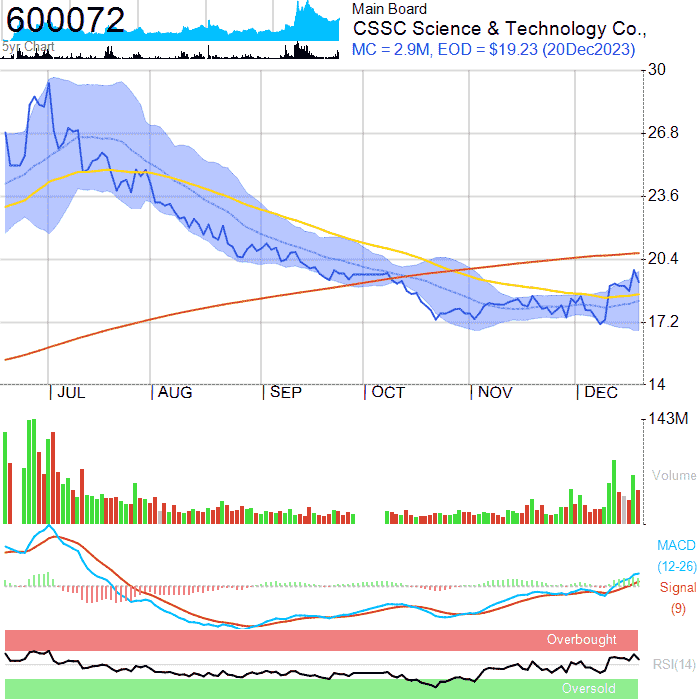 600072
5yr Chart
Main Board
CSSC Science & Technology Co.,
MC = 2.9M, EOD = $19.23 (20Dec2023)
30
26.8
23.6
20.4
17.2
14
JUL AUG SEP OCT NOV DEC
143M
Volume
MACD
(12-26)
Signal
(9)
Overbought
RSI(14)
Oversold